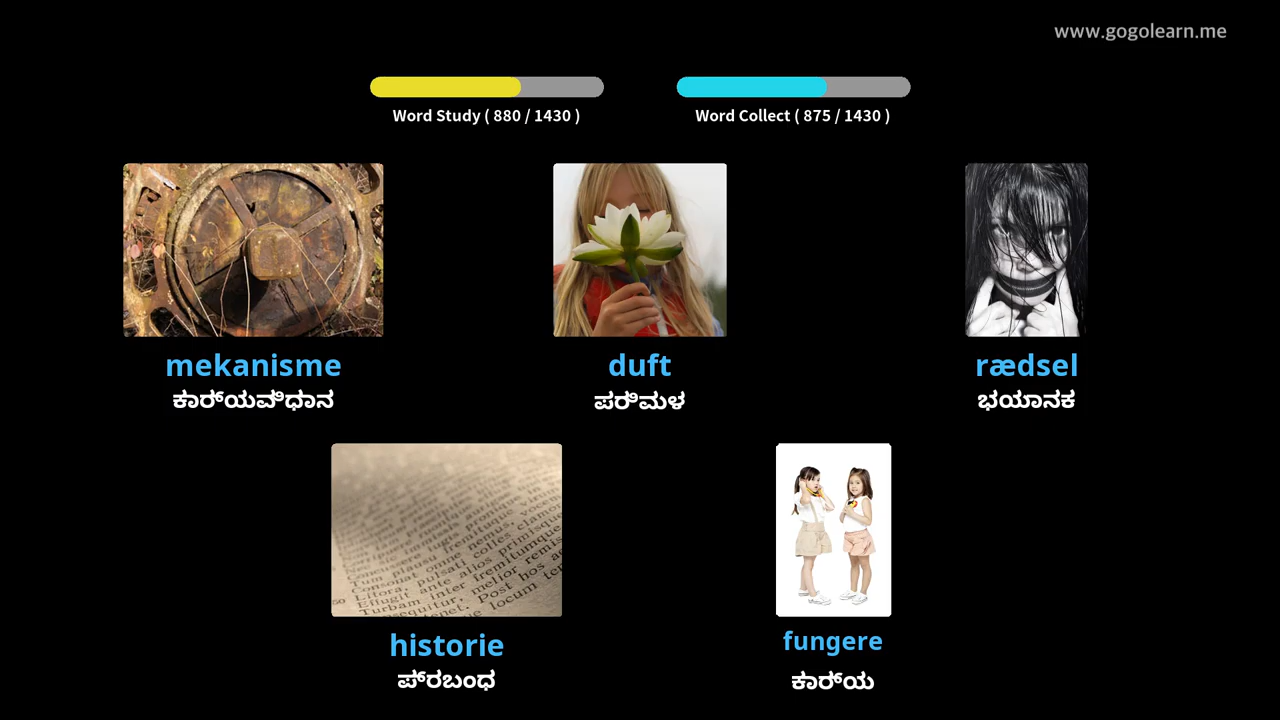 www.gogolearn.me
Word Study ( 880 / 1430 )
Word Collect ( 875 / 1430 )
mekanisme
ಕಾರ್ಯವಿಧಾನ
duft
ಪರಿಮಳ
rædsel
ಭಯಾನಕ
historie
ಪ್ರಬಂಧ
fungere
ಕಾರ್ಯ